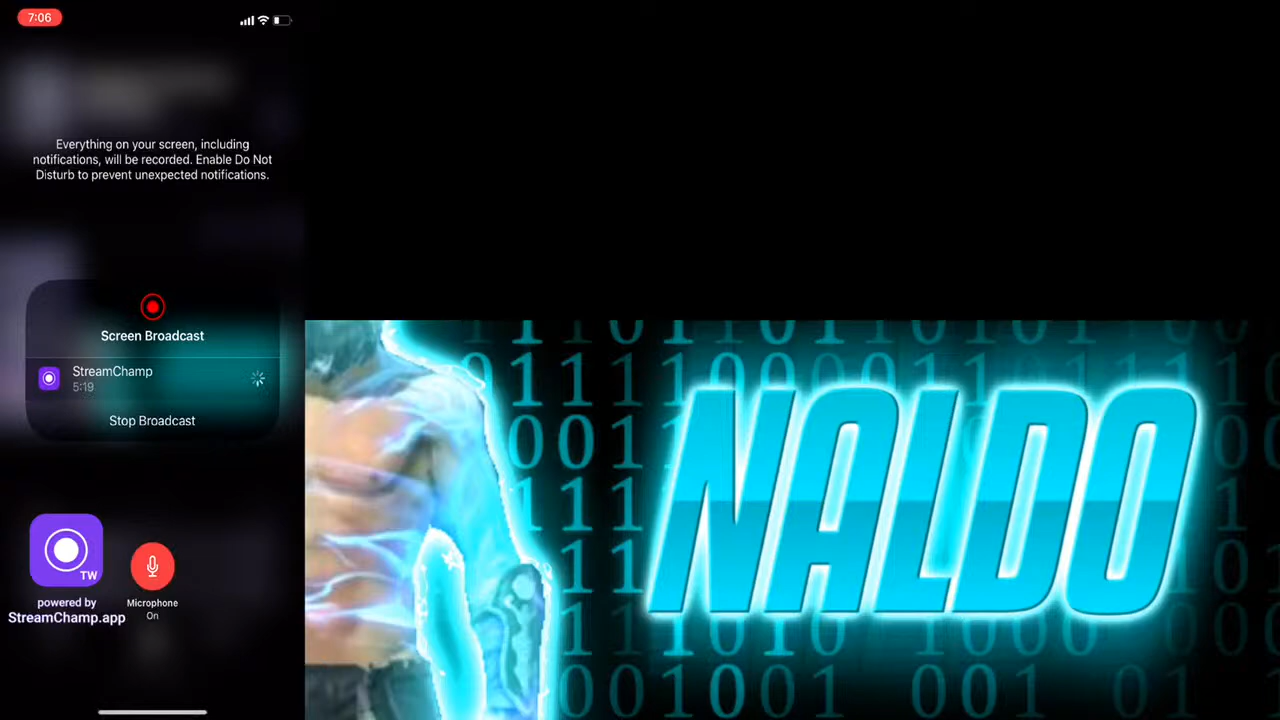 7:06
Everything on your screen, including
notifications, will be recorded. Enable Do Not
Disturb to prevent unexpected notifications.
Screen Broadcast
StreamChamp
5:19
Stop Broadcast
TW
powered by
StreamChamp.app
Microphone
On
NALDO